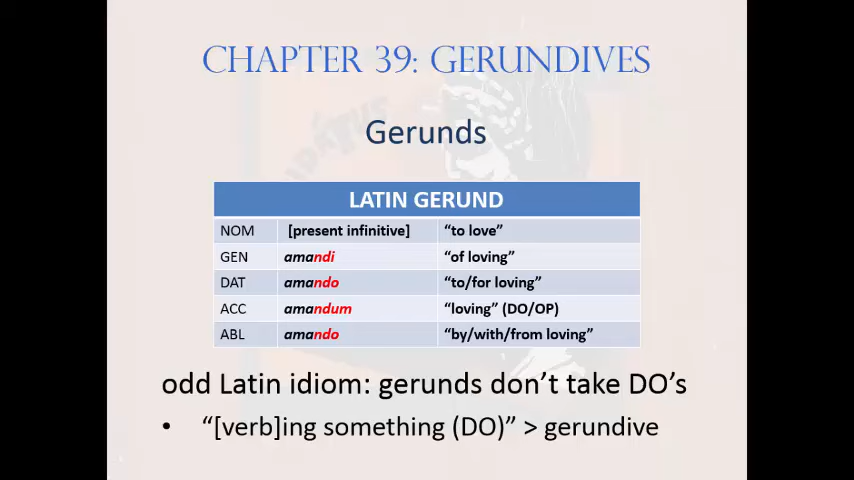 CHAPTER 39: GERUNDIVES
Gerunds
LATIN GERUND
NOM [present infinitive] “to love”
GEN amandi “of loving”
DAT amando “to/for loving”
ACC amandum “loving” (DO/OP)
ABL amando “by/with/from loving”
odd Latin idiom: gerunds don’t take DO’s
• “[verb]ing something (DO)” > gerundive